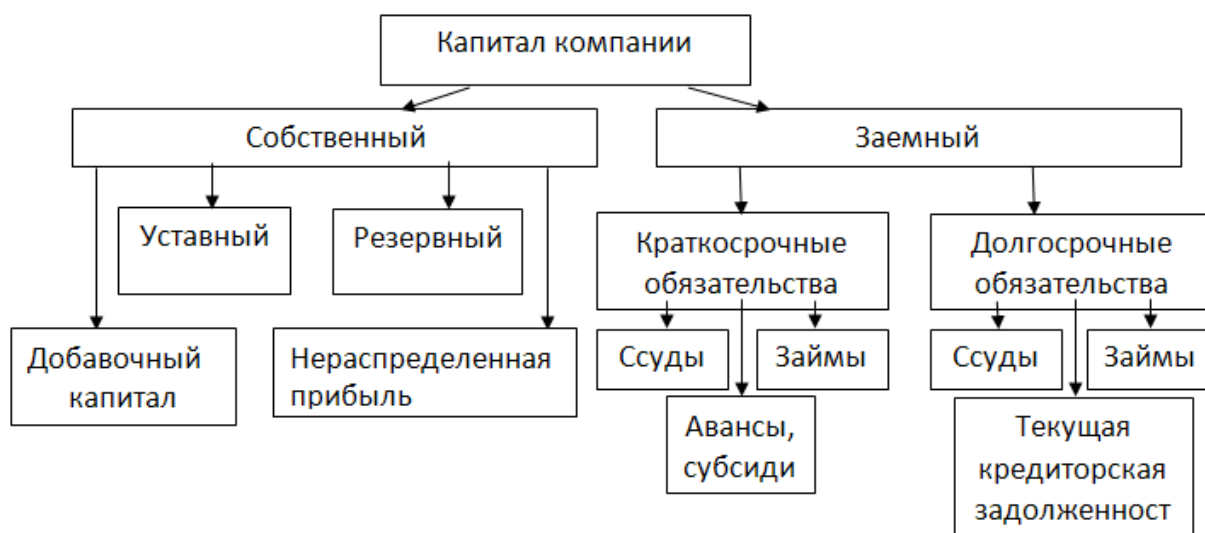 Капитал компании
Собственный
Заемный
Уставный
Резервный
Краткосрочные
обязательства
Долгосрочные
обязательства
Добавочный
капитал
Нераспределенная
прибыль
Ссуды
Займы
Ссуды
Займы
Авансы,
субсиди
Текущая
кредиторская
задолженност